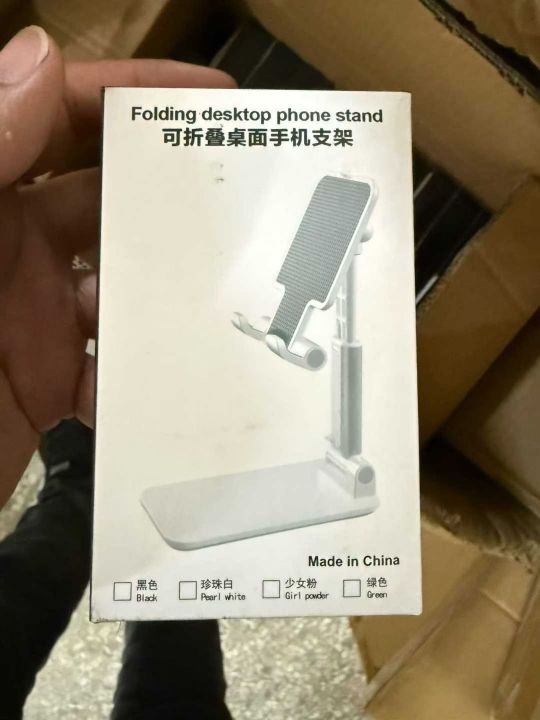 Folding desktop phone stand
可折叠桌面手机支架
Made in China
黑色 珍珠白 少女粉 绿色
Black Pearl white Girl powder Green